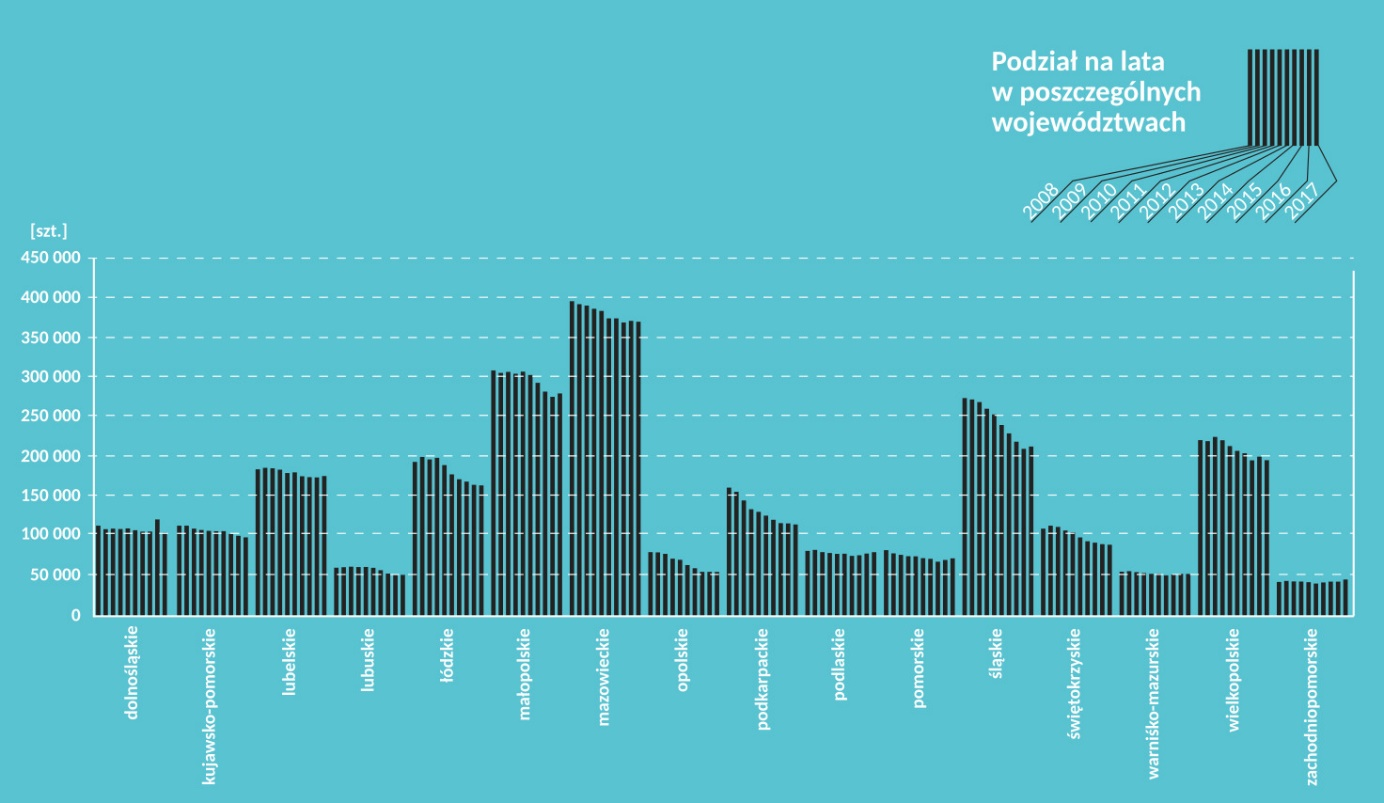 Podział na lata
w poszczególnych
województwach
2008
2009
2010
2011
2012
2013
2014
2015
2016
2017
[szt.]
450 000
400 000
350 000
300 000
250 000
200 000
150 000
100 000
50 000
0
dolnośląskie
kujawsko-pomorskie
lubelskie
lubuskie
łódzkie
małopolskie
mazowieckie
opolskie
podkarpackie
podlaskie
pomorskie
śląskie
świętokrzyskie
warniśko-mazurskie
wielkopolskie
zachodniopomorskie